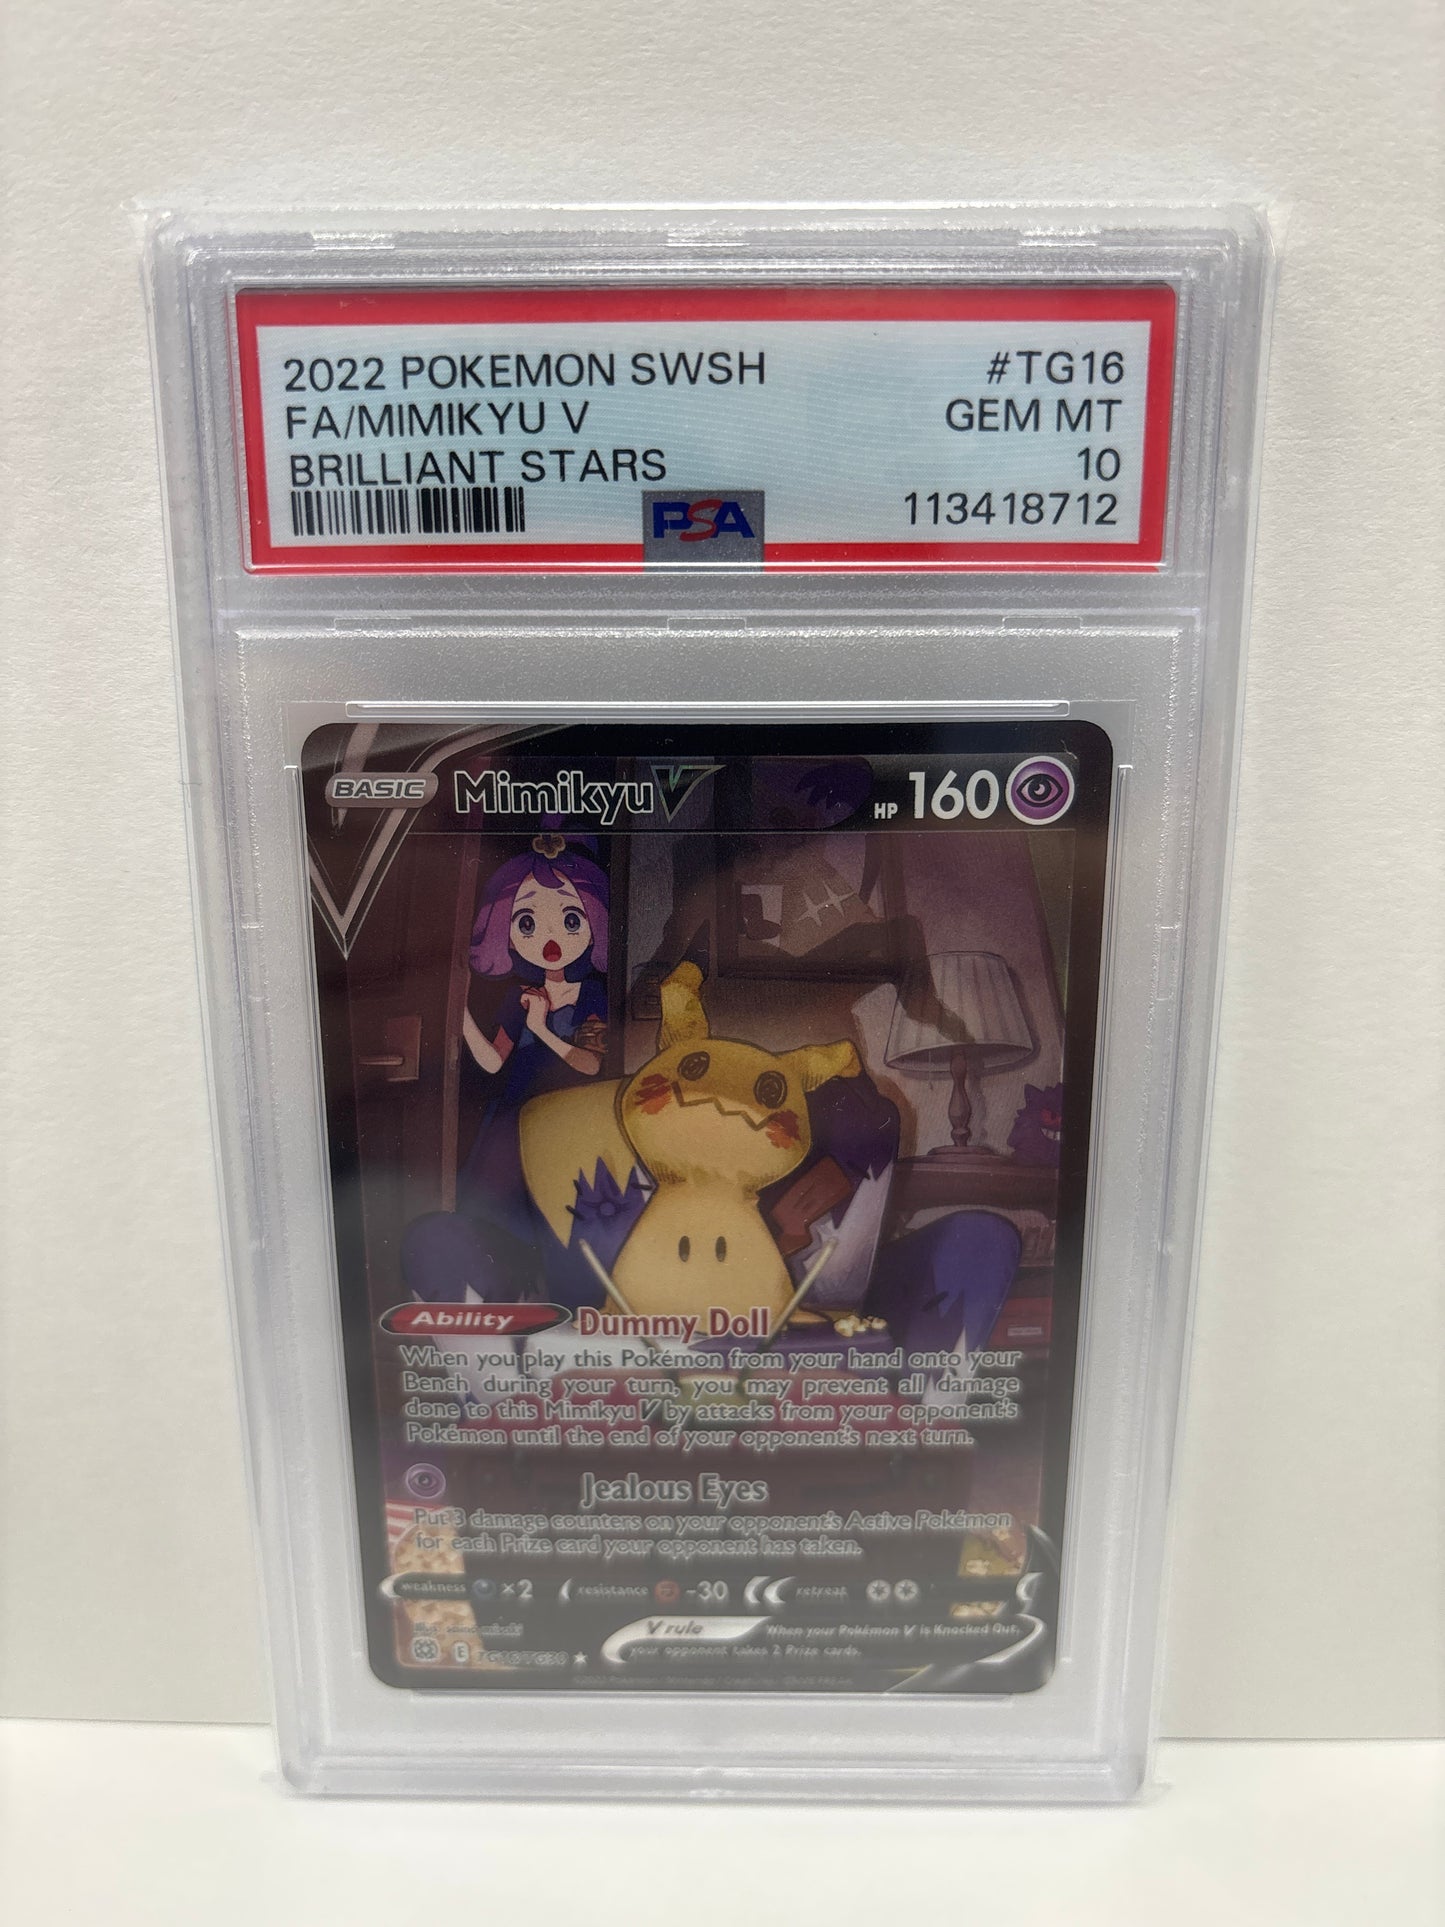 2022 POKEMON SWSH #TG16
FA/MIMIKYU V GEM MT
BRILLIANT STARS 10
PSA 113418712
BASIC Mimikyu V HP 160
Ability Dummy Doll
When you play this Pokémon from your hand onto your
Bench during your turn, you may prevent all damage
done to this Mimikyu V by attacks from your opponent's
Pokémon until the end of your opponent's next turn.
Jealous Eyes
Put 3 damage counters on your opponent's Active Pokémon
for each Prize card your opponent has taken.
weakness ×2 resistance -30 retreat
V rule When your Pokémon V is Knocked Out,
your opponent takes 2 Prize cards.
E TG16/TG30